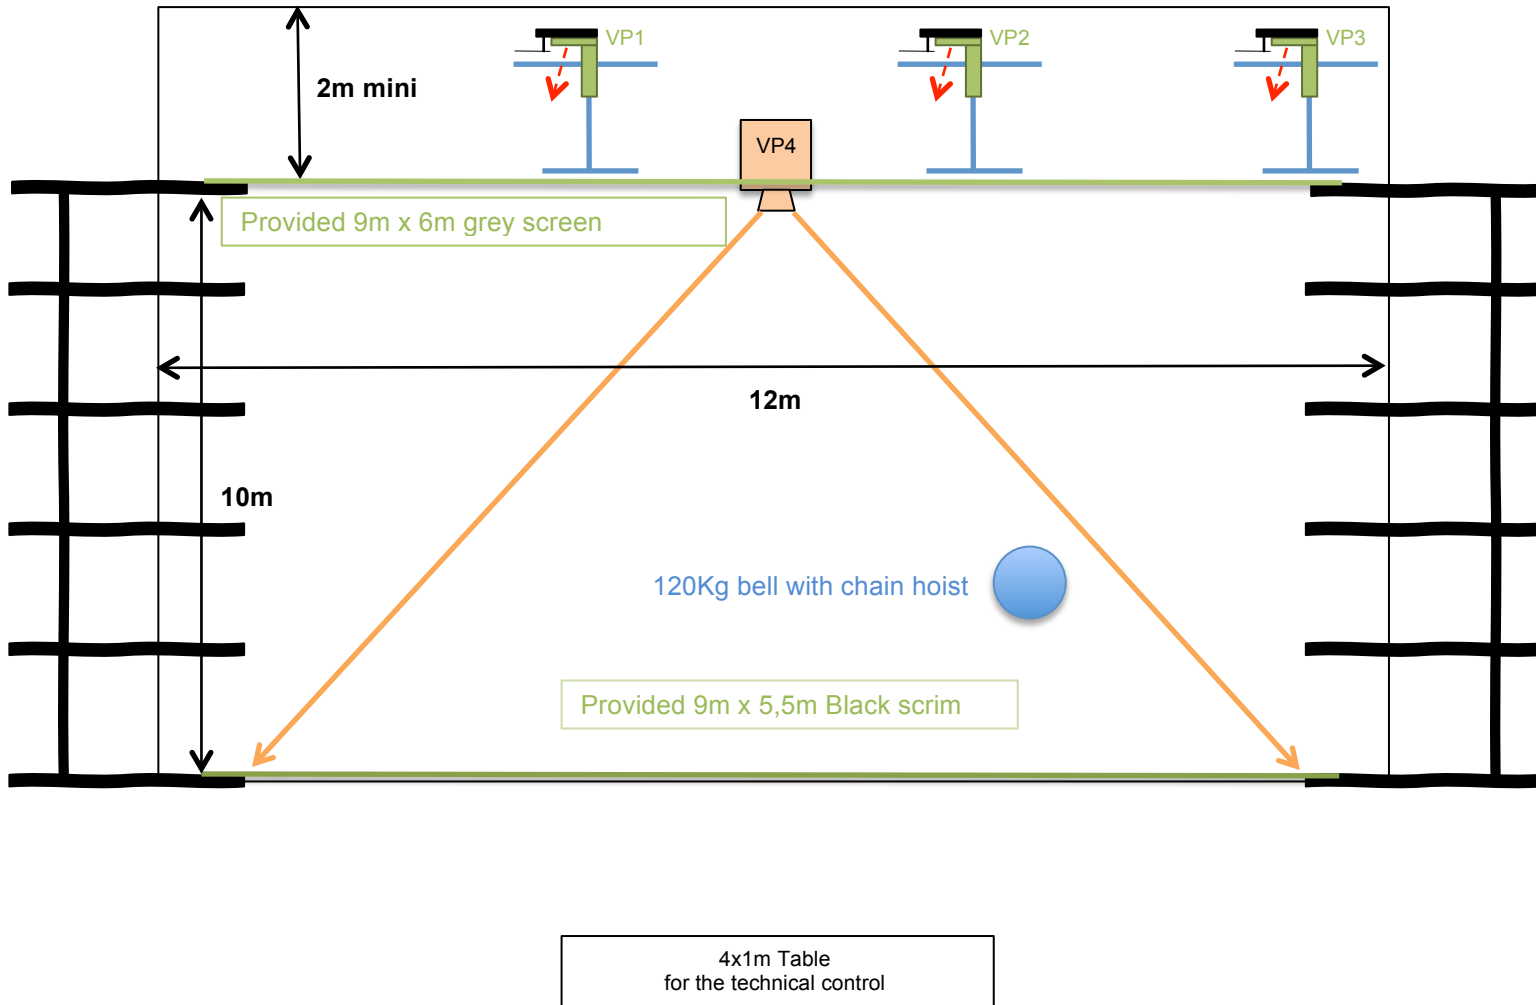 VP1
VP2
VP3
2m mini
VP4
Provided 9m x 6m grey screen
12m
10m
120Kg bell with chain hoist
Provided 9m x 5,5m Black scrim
4x1m Table
for the technical control